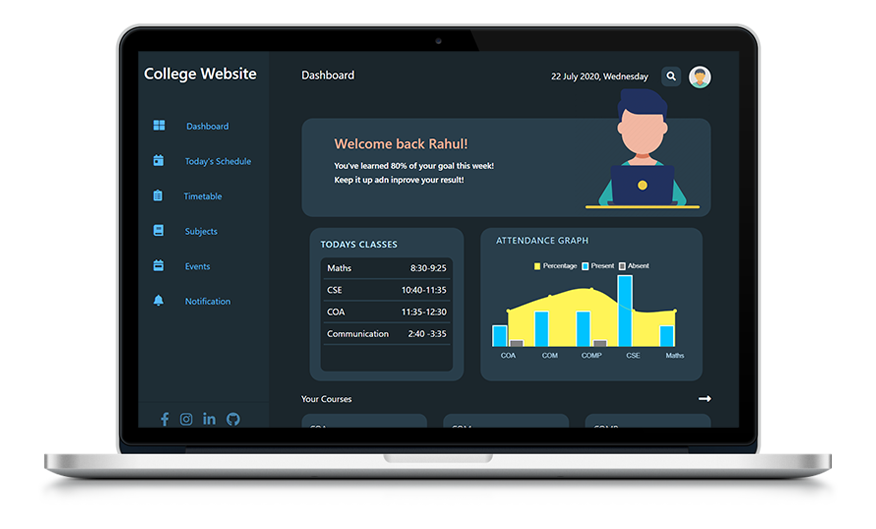 College Website
Dashboard
22 July 2020, Wednesday
Dashboard
Today's Schedule
Timetable
Subjects
Events
Notification
Welcome back Rahul!
You've learned 80% of your goal this week!
Keep it up adn inprove your result!
TODAYS CLASSES
Maths 8:30-9:25
CSE 10:40-11:35
COA 11:35-12:30
Communication 2:40 -3:35
ATTENDANCE GRAPH
Percentage Present Absent
COA COM COMP CSE Maths
Your Courses